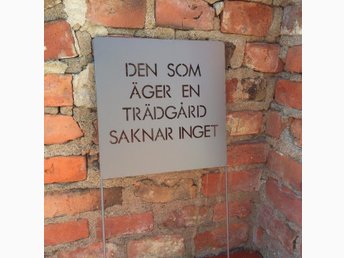 DEN SOM
ÄGER EN
TRÄDGÅRD
SAKNAR INGET